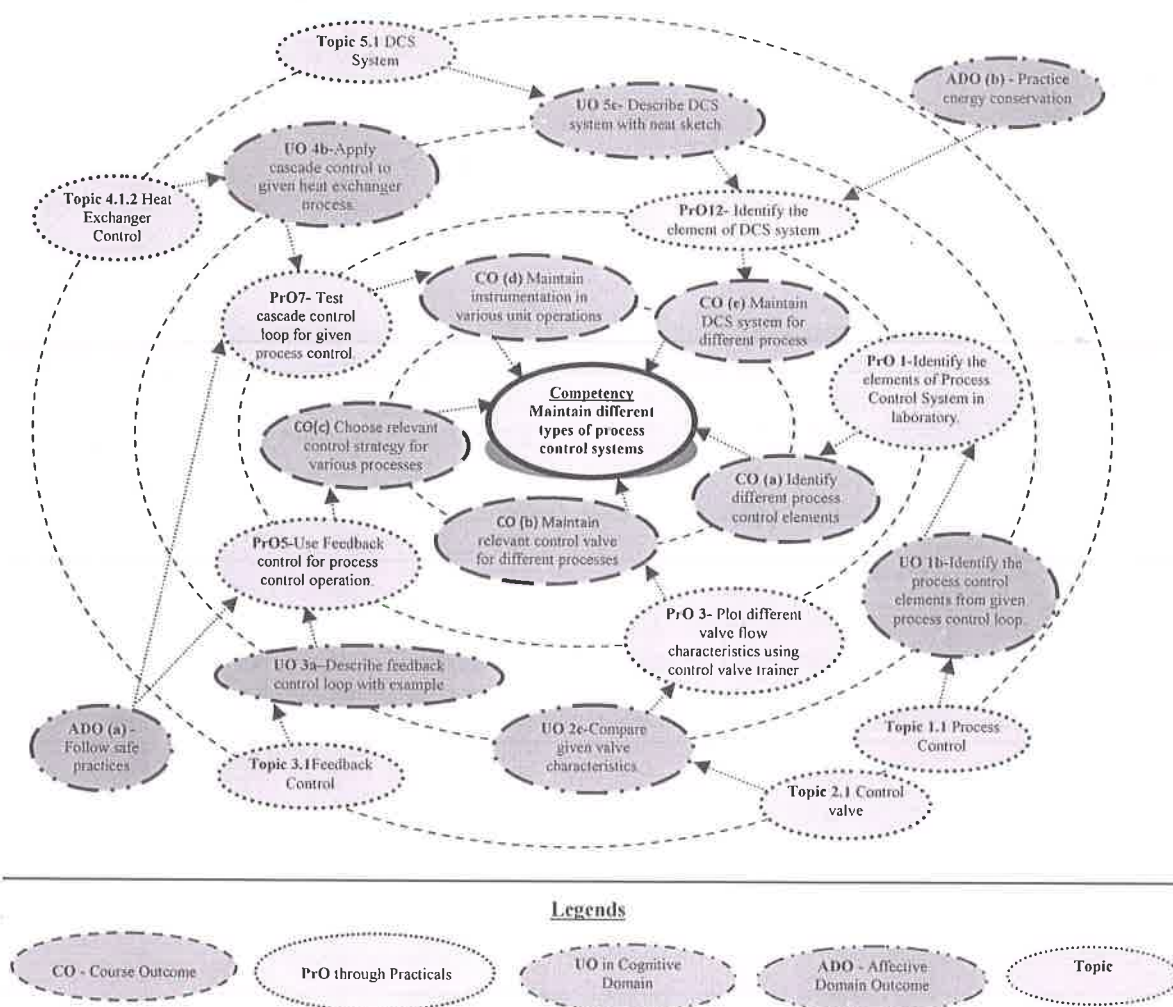 Topic 5.1 DCS
System
ADO (b) - Practice
energy conservation
UO 5c- Describe DCS
system with neat sketch
UO 4b-Apply
cascade control to
given heat exchanger
process.
Topic 4.1.2 Heat
Exchanger
Control
PrO12- Identify the
element of DCS system
PrO7- Test
cascade control
loop for given
process control
CO (d) Maintain
instrumentation in
various unit operations
CO (e) Maintain
DCS system for
different process
PrO 1-Identify the
elements of Process
Control System in
laboratory.
Competency
Maintain different
types of process
control systems
CO(c) Choose relevant
control strategy for
various processes
CO (a) Identify
different process
control elements
CO (b) Maintain
relevant control valve
for different processes
PrO5-Use Feedback
control for process
control operation
UO 1b-Identify the
process control
elements from given
process control loop.
PrO 3- Plot different
valve flow
characteristics using
control valve trainer
UO 3a–Describe feedback
control loop with example
ADO (a) -
Follow safe
practices
UO 2c-Compare
given valve
characteristics
Topic 1.1 Process
Control
Topic 3.1Feedback
Control
Topic 2.1 Control
valve
Legends
CO - Course Outcome
PrO through Practicals
UO in Cognitive
Domain
ADO - Affective
Domain Outcome
Topic